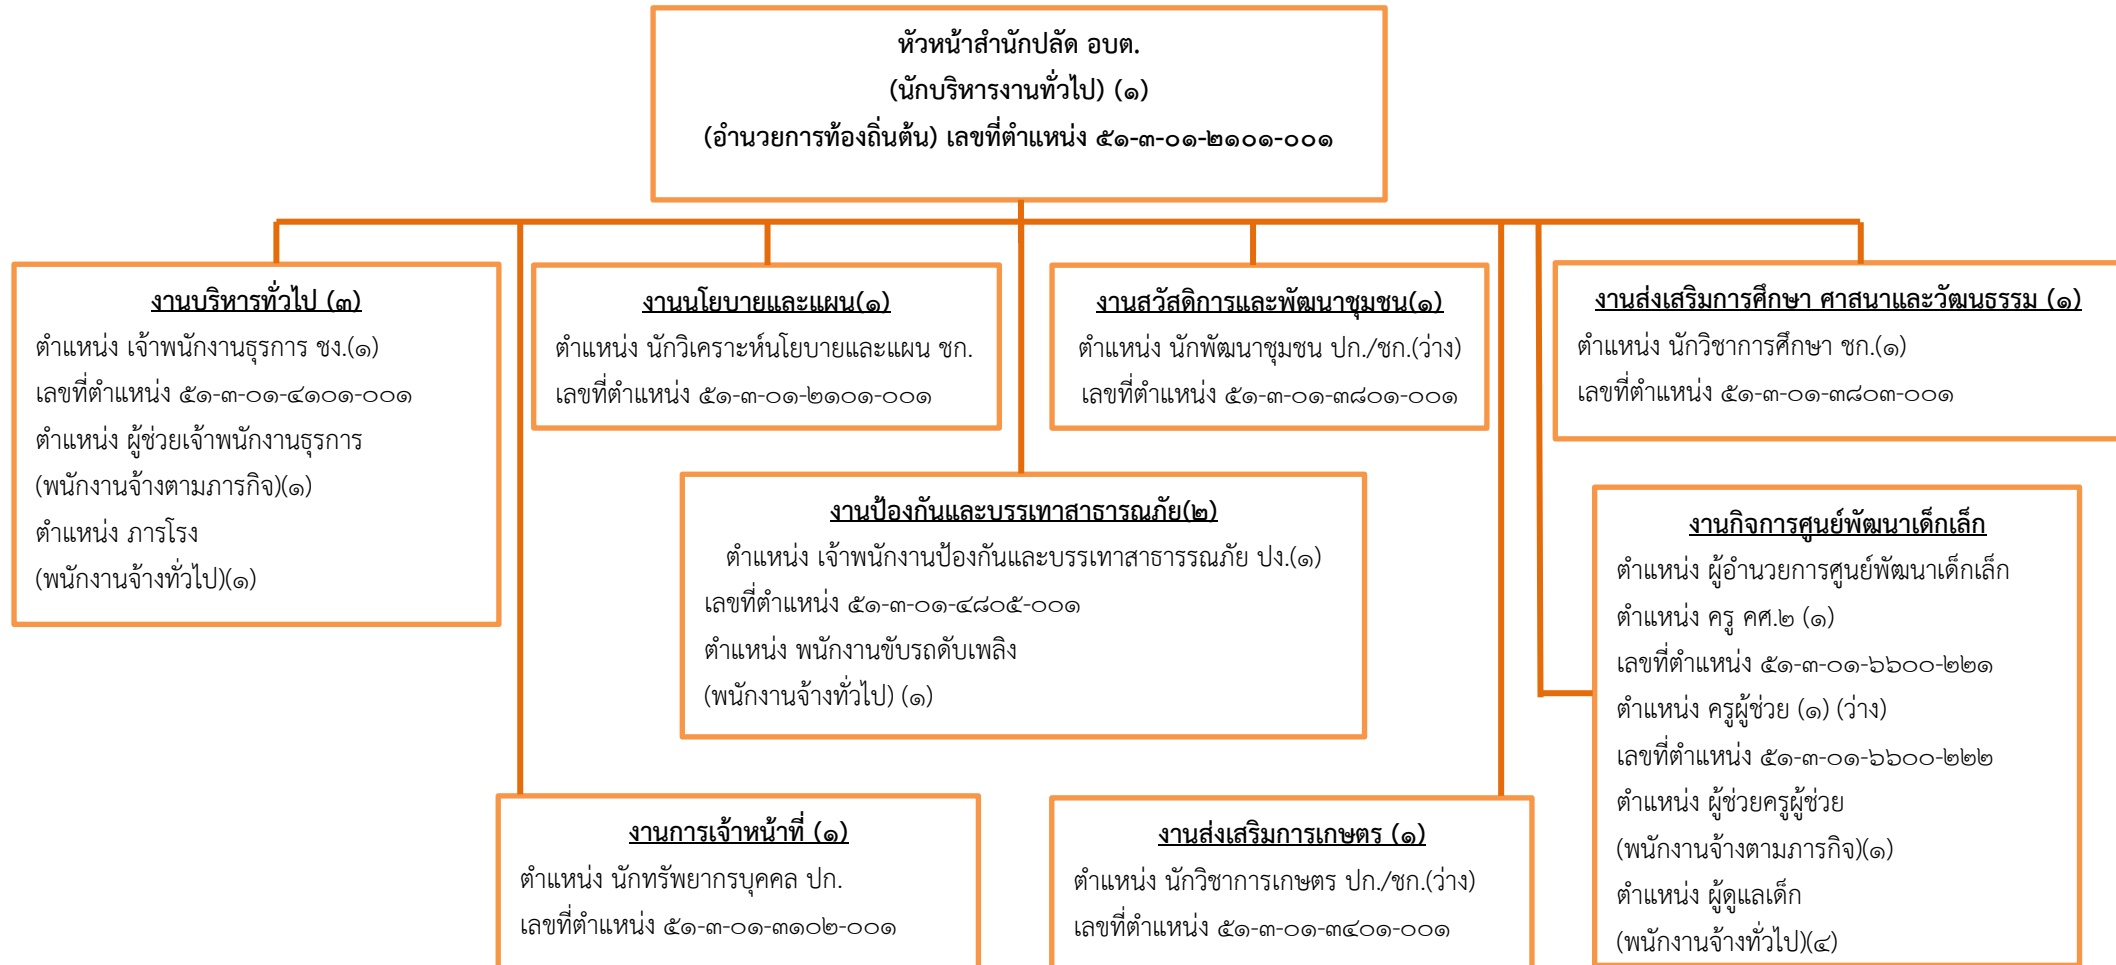 หัวหน้าสำนักปลัด อบต.
(นักบริหารงานทั่วไป) (๑)
(อำนวยการท้องถิ่นต้น) เลขที่ตำแหน่ง ๕๑-๓-๐๑-๒๑๐๑-๐๐๑
งานบริหารทั่วไป (๓)
ตำแหน่ง เจ้าพนักงานธุรการ ชง.(๑)
เลขที่ตำแหน่ง ๕๑-๓-๐๑-๔๑๐๑-๐๐๑
ตำแหน่ง ผู้ช่วยเจ้าพนักงานธุรการ
(พนักงานจ้างตามภารกิจ)(๑)
ตำแหน่ง ภารโรง
(พนักงานจ้างทั่วไป)(๑)
งานนโยบายและแผน(๑)
ตำแหน่ง นักวิเคราะห์นโยบายและแผน ชก.
เลขที่ตำแหน่ง ๕๑-๓-๐๑-๒๑๐๑-๐๐๑
งานสวัสดิการและพัฒนาชุมชน(๑)
ตำแหน่ง นักพัฒนาชุมชน ปก./ชก.(ว่าง)
เลขที่ตำแหน่ง ๕๑-๓-๐๑-๓๘๐๑-๐๐๑
งานส่งเสริมการศึกษา ศาสนาและวัฒนธรรม (๑)
ตำแหน่ง นักวิชาการศึกษา ชก.(๑)
เลขที่ตำแหน่ง ๕๑-๓-๐๑-๓๘๐๓-๐๐๑
งานป้องกันและบรรเทาสาธารณภัย(๒)
ตำแหน่ง เจ้าพนักงานป้องกันและบรรเทาสาธารรณภัย ปง.(๑)
เลขที่ตำแหน่ง ๕๑-๓-๐๑-๔๘๐๕-๐๐๑
ตำแหน่ง พนักงานขับรถดับเพลิง
(พนักงานจ้างทั่วไป) (๑)
งานกิจการศูนย์พัฒนาเด็กเล็ก
ตำแหน่ง ผู้อำนวยการศูนย์พัฒนาเด็กเล็ก
ตำแหน่ง ครู คศ.๒ (๑)
เลขที่ตำแหน่ง ๕๑-๓-๐๑-๖๖๐๐-๒๒๑
ตำแหน่ง ครูผู้ช่วย (๑) (ว่าง)
เลขที่ตำแหน่ง ๕๑-๓-๐๑-๖๖๐๐-๒๒๒
ตำแหน่ง ผู้ช่วยครูผู้ช่วย
(พนักงานจ้างตามภารกิจ)(๑)
ตำแหน่ง ผู้ดูแลเด็ก
(พนักงานจ้างทั่วไป)(๔)
งานการเจ้าหน้าที่ (๑)
ตำแหน่ง นักทรัพยากรบุคคล ปก.
เลขที่ตำแหน่ง ๕๑-๓-๐๑-๓๑๐๒-๐๐๑
งานส่งเสริมการเกษตร (๑)
ตำแหน่ง นักวิชาการเกษตร ปก./ชก.(ว่าง)
เลขที่ตำแหน่ง ๕๑-๓-๐๑-๓๔๐๑-๐๐๑